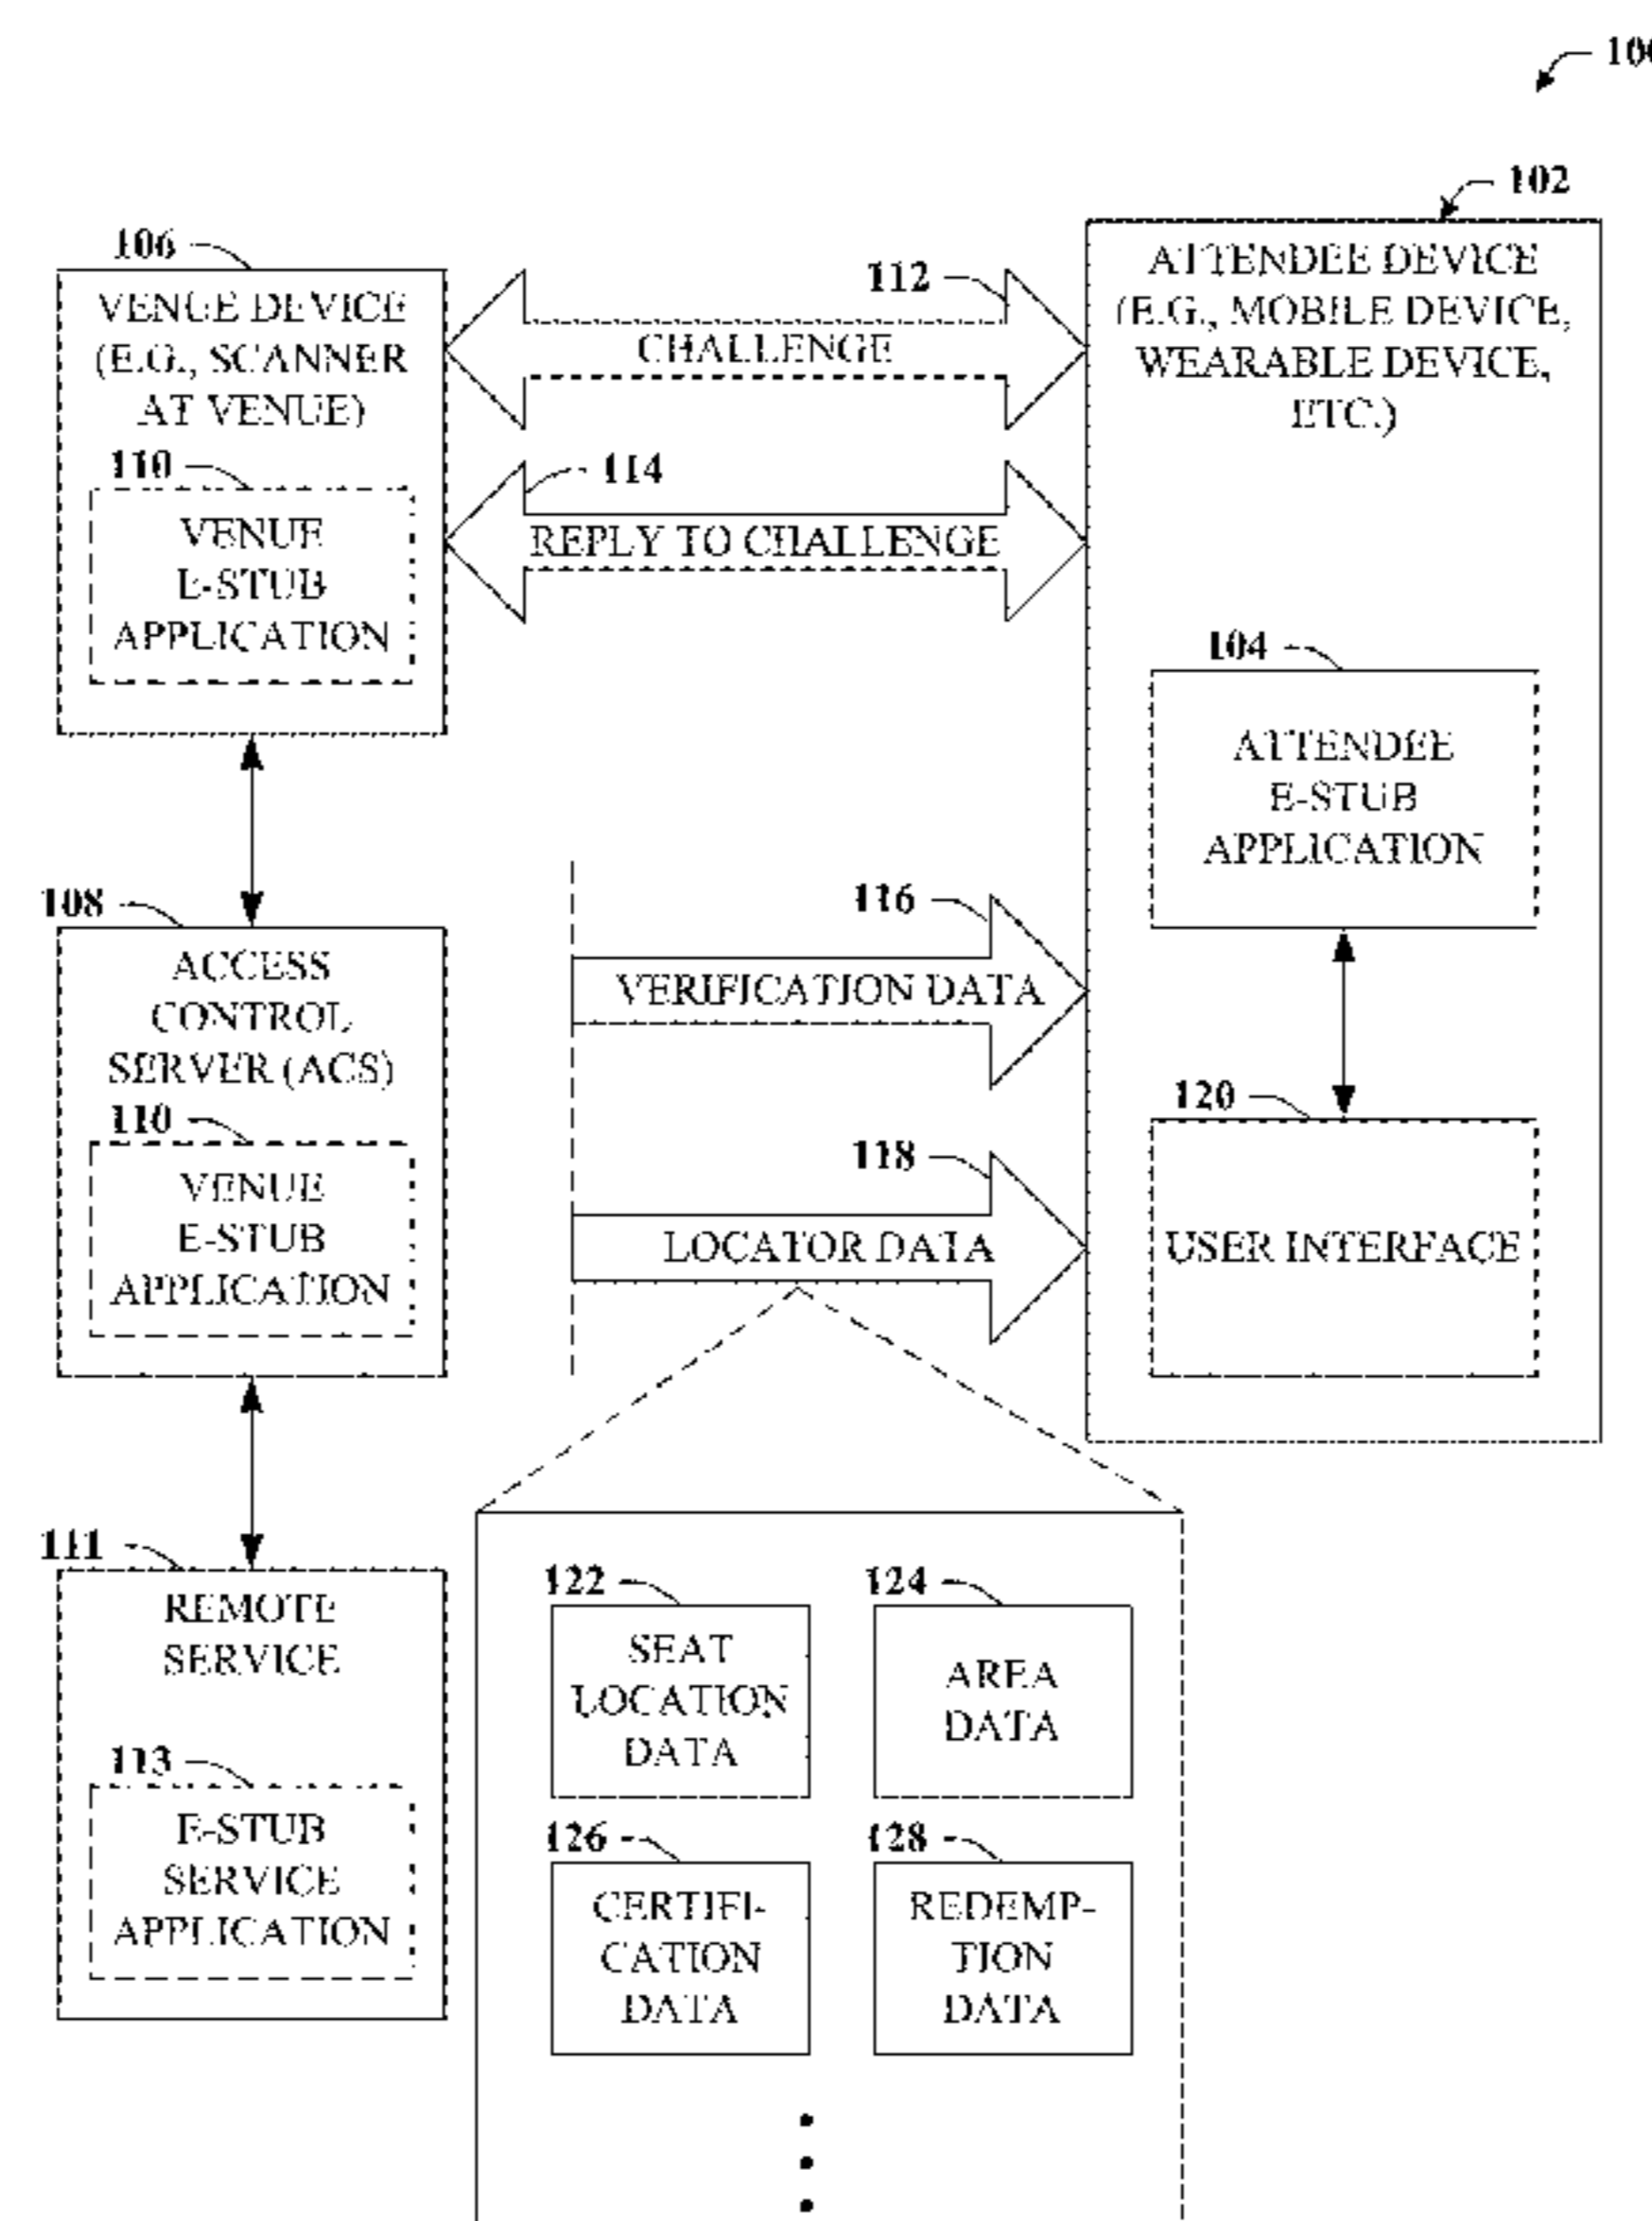 100
102
ATTENDEE DEVICE
(E.G., MOBILE DEVICE,
WEARABLE DEVICE,
ETC.)
106
VENUE DEVICE
(E.G., SCANNER
AT VENUE)
110
VENUE
E-STUB
APPLICATION
112
CHALLENGE
114
REPLY TO CHALLENGE
104
ATTENDEE
E-STUB
APPLICATION
108
ACCESS
CONTROL
SERVER (ACS)
110
VENUE
E-STUB
APPLICATION
116
VERIFICATION DATA
118
LOCATOR DATA
120
USER INTERFACE
111
REMOTE
SERVICE
113
E-STUB
SERVICE
APPLICATION
122
SEAT
LOCATION
DATA
124
AREA
DATA
126
CERTIFI-
CATION
DATA
128
REDEMP-
TION
DATA